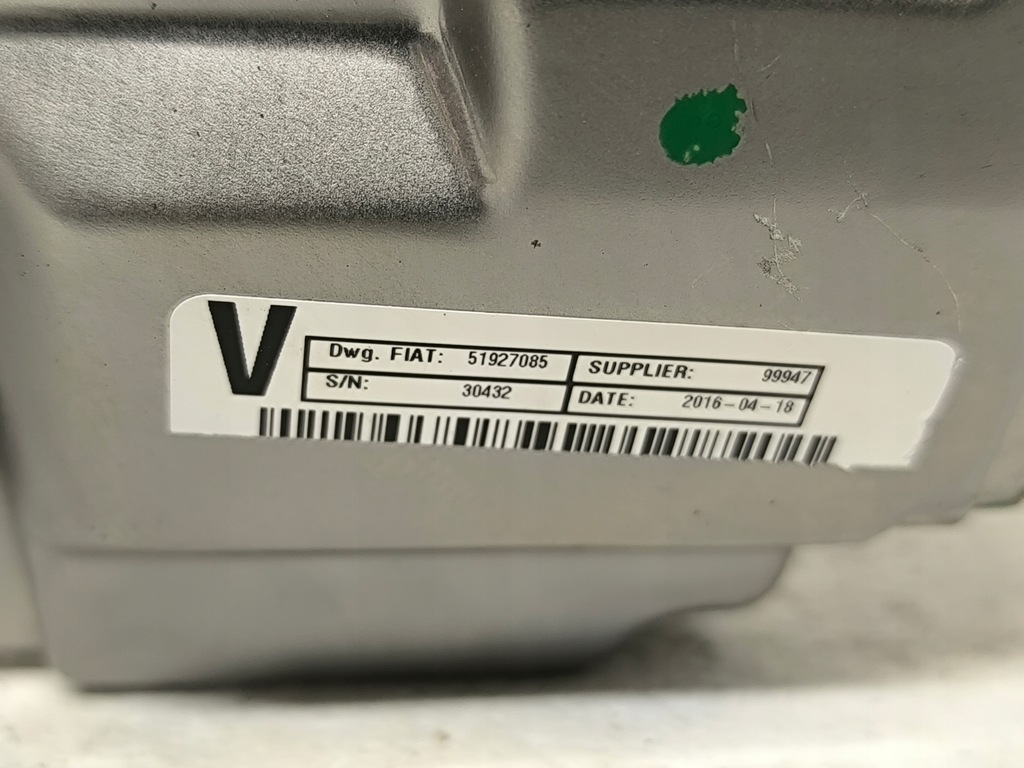 V
Dwg. FIAT: 51927085 SUPPLIER: 99947
S/N: 30432 DATE: 2016-04-18